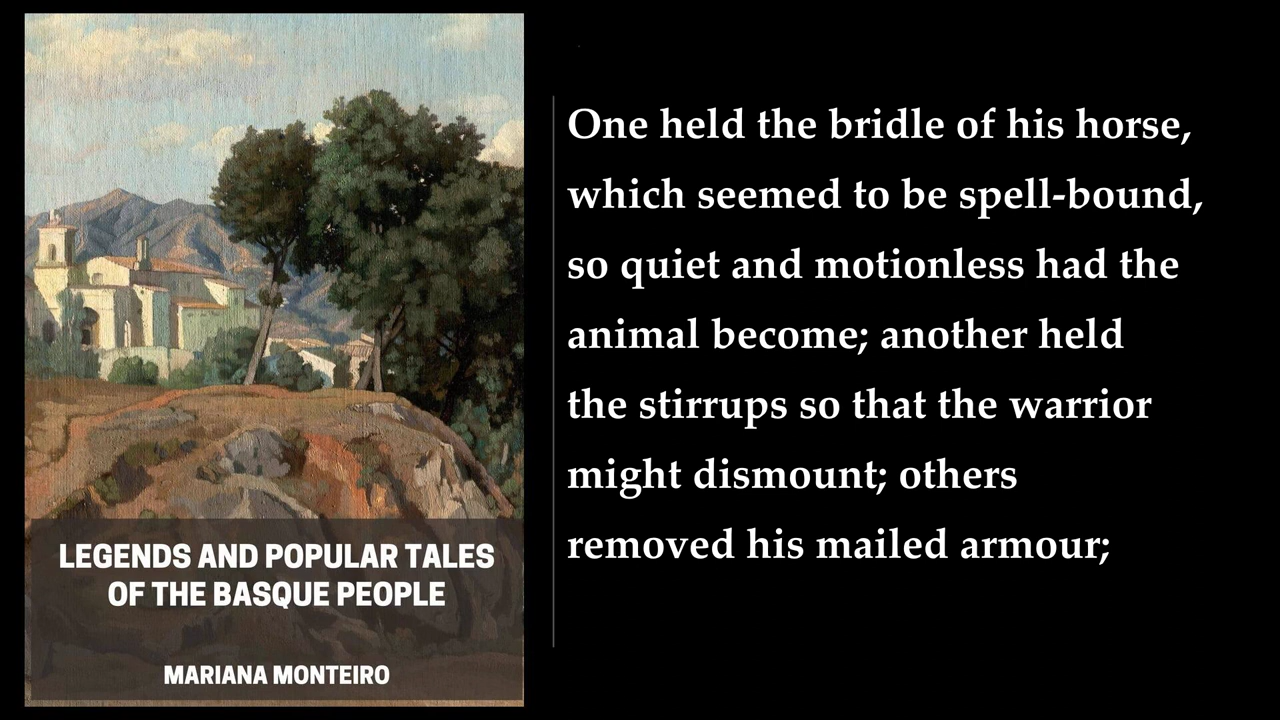 LEGENDS AND POPULAR TALES
OF THE BASQUE PEOPLE
MARIANA MONTEIRO
One held the bridle of his horse,
which seemed to be spell-bound,
so quiet and motionless had the
animal become; another held
the stirrups so that the warrior
might dismount; others
removed his mailed armour;